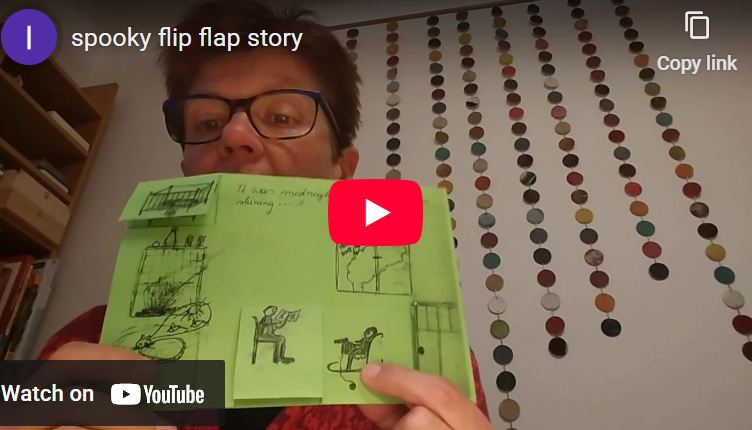 I
spooky flip flap story
Copy link
It was midnight
shining ...
Watch on YouTube